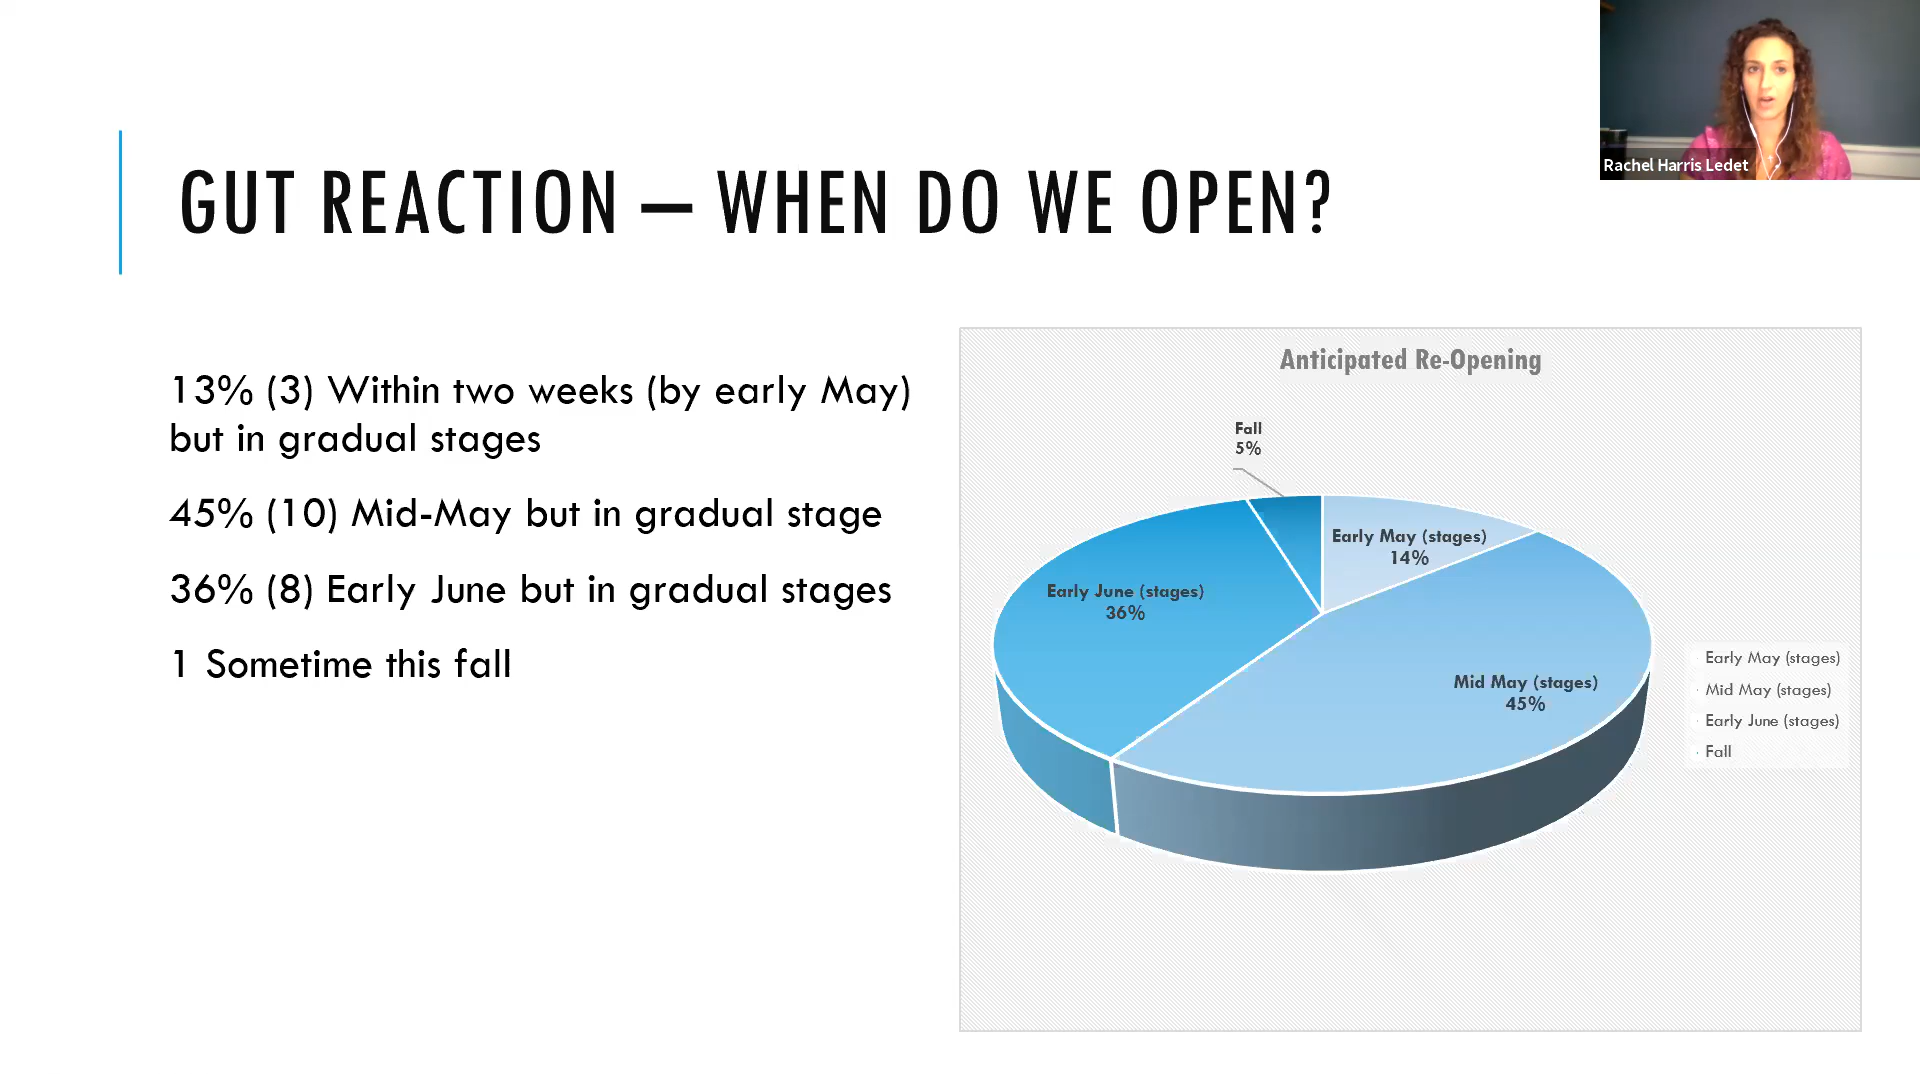 Rachel Harris Ledet
GUT REACTION – WHEN DO WE OPEN?
13% (3) Within two weeks (by early May)
but in gradual stages
45% (10) Mid-May but in gradual stage
36% (8) Early June but in gradual stages
1 Sometime this fall
Anticipated Re-Opening
Fall
5%
Early May (stages)
14%
Early June (stages)
36%
Mid May (stages)
45%
Early May (stages)
Mid May (stages)
Early June (stages)
Fall